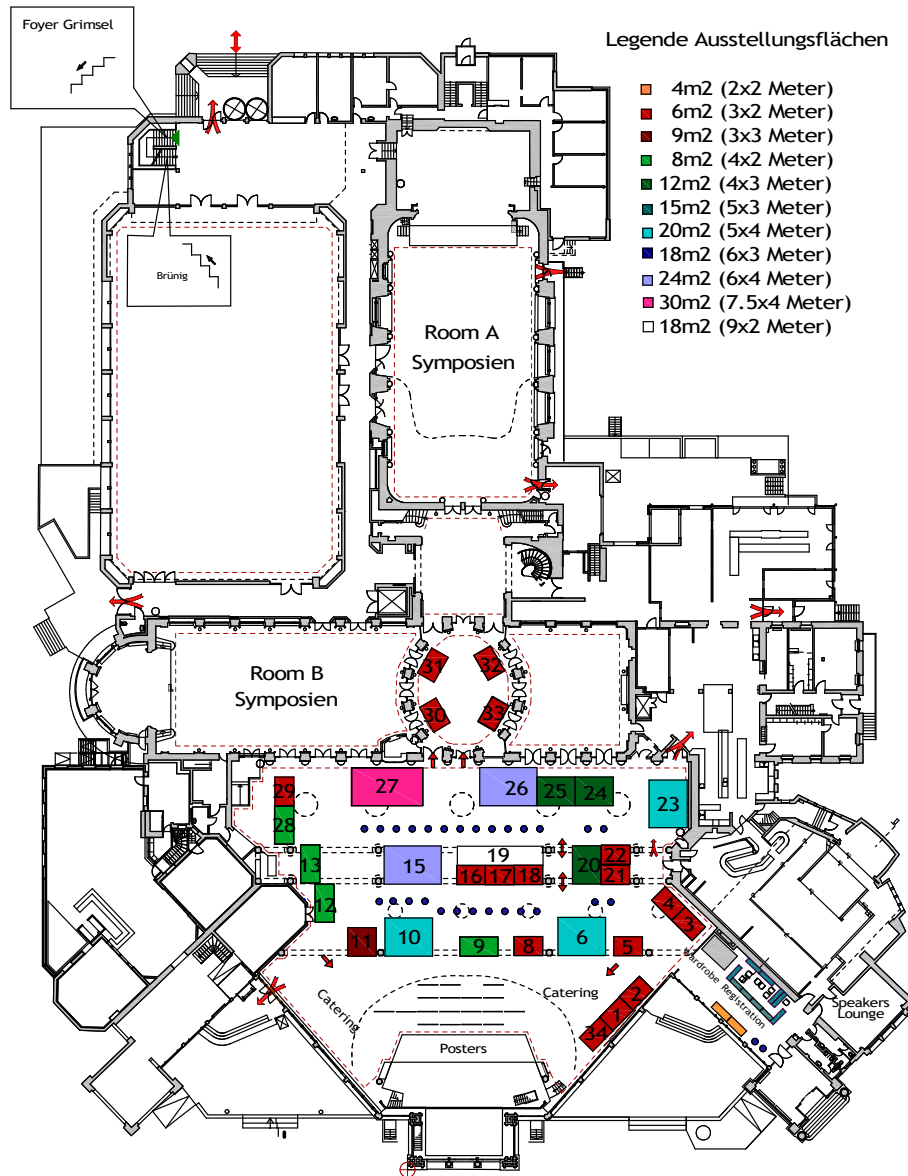 Foyer Grimsel
Brünig
Legende Ausstellungsflächen
4m2 (2x2 Meter)
6m2 (3x2 Meter)
9m2 (3x3 Meter)
8m2 (4x2 Meter)
12m2 (4x3 Meter)
15m2 (5x3 Meter)
20m2 (5x4 Meter)
18m2 (6x3 Meter)
24m2 (6x4 Meter)
30m2 (7.5x4 Meter)
18m2 (9x2 Meter)
Room A
Symposien
Room B
Symposien
31
32
30
33
29
28
27
26
25
24
23
13
12
15
19
16
17
18
20
22
21
4
3
11
10
9
8
6
5
2
1
34
Catering
Catering
Posters
Wardrobe
Registration
Speakers
Lounge